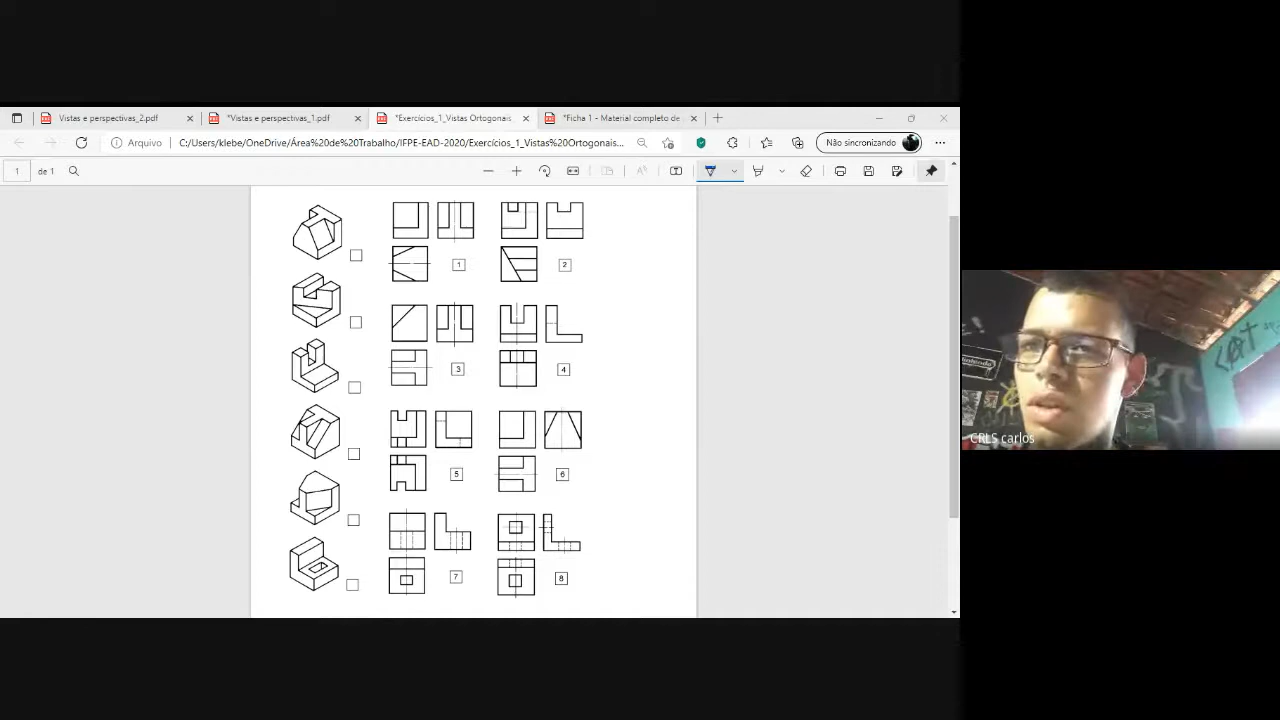 Vistas e perspectivas_2.pdf
*Vistas e perspectivas_1.pdf
*Exercícios_1_Vistas Ortogonais
*Ficha 1 - Material completo de
Arquivo
C:/Users/klebe/OneDrive/Área%20de%20Trabalho/IFPE-EAD-2020/Exercícios_1_Vistas%20Ortogonais...
Não sincronizando
1
de 1
1
2
3
4
5
6
7
8
Nintendo
CRLS carlos